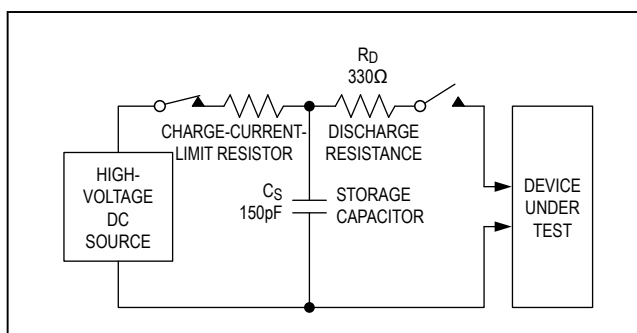 RD
330Ω
CHARGE-CURRENT-
LIMIT RESISTOR
DISCHARGE
RESISTANCE
HIGH-
VOLTAGE
DC
SOURCE
CS
150pF
STORAGE
CAPACITOR
DEVICE
UNDER
TEST